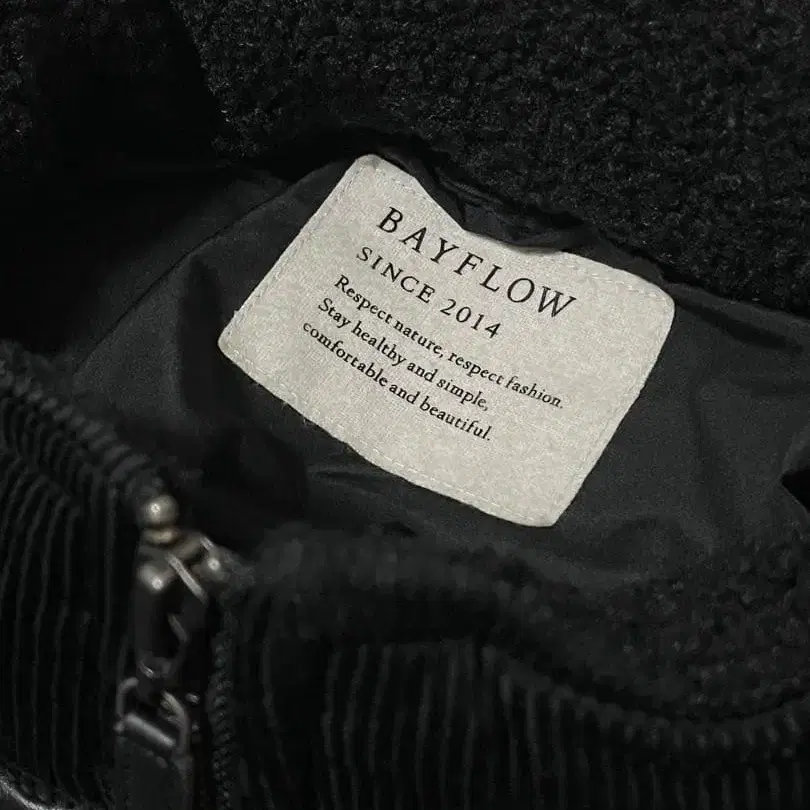 BAYFLOW
SINCE 2014
Respect nature, respect fashion.
Stay healthy and simple,
comfortable and beautiful.